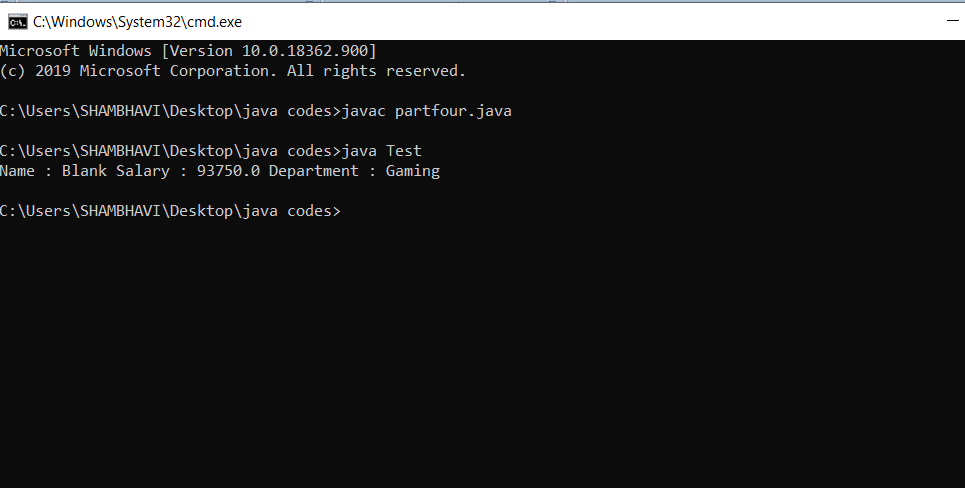 C:\Windows\System32\cmd.exe
Microsoft Windows [Version 10.0.18362.900]
(c) 2019 Microsoft Corporation. All rights reserved.
C:\Users\SHAMBHAVI\Desktop\java codes>javac partfour.java
C:\Users\SHAMBHAVI\Desktop\java codes>java Test
Name : Blank Salary : 93750.0 Department : Gaming
C:\Users\SHAMBHAVI\Desktop\java codes>